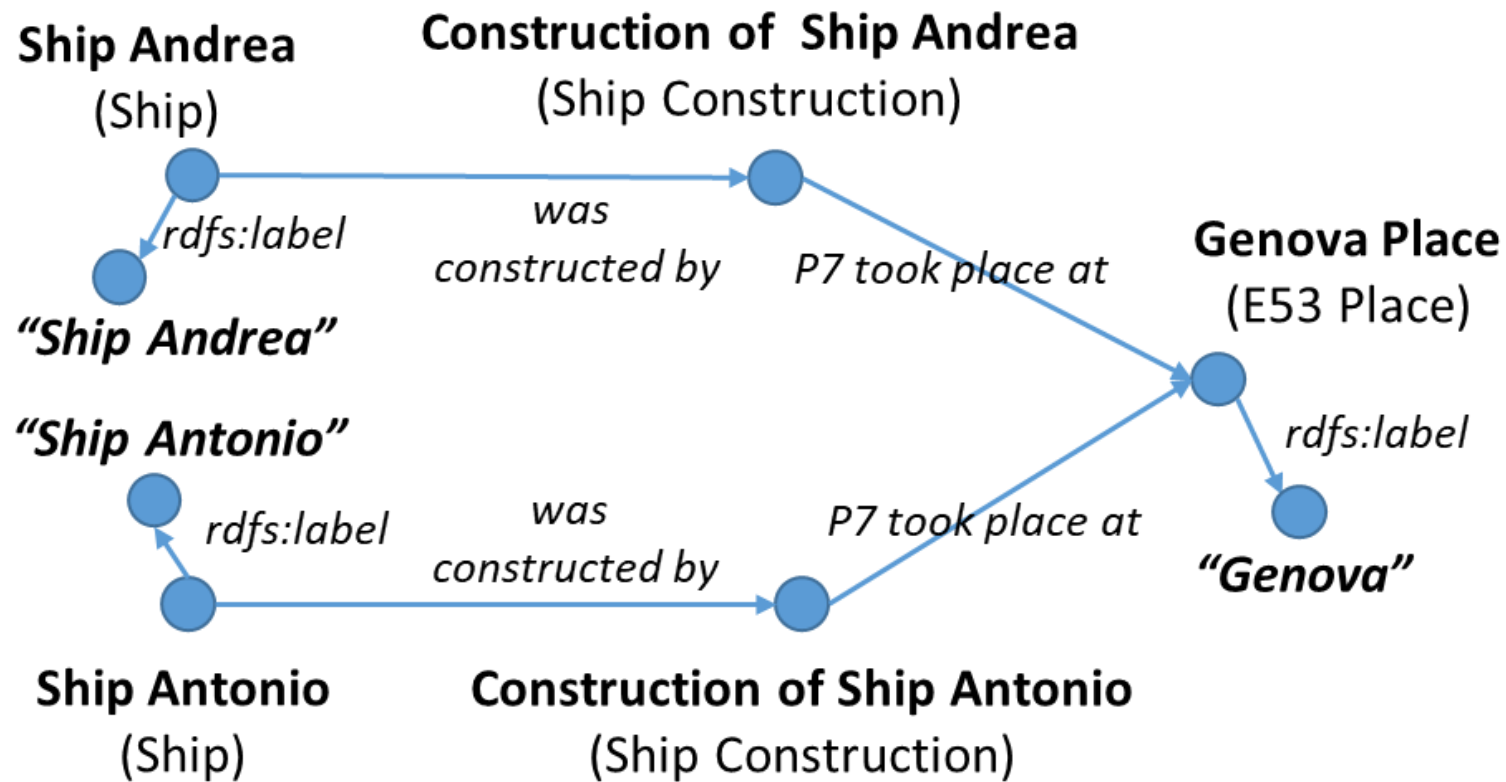 Ship Andrea
(Ship)
Construction of Ship Andrea
(Ship Construction)
rdfs:label
“Ship Andrea”
was
constructed by
P7 took place at
Genova Place
(E53 Place)
rdfs:label
“Genova”
“Ship Antonio”
rdfs:label
was
constructed by
P7 took place at
Ship Antonio
(Ship)
Construction of Ship Antonio
(Ship Construction)